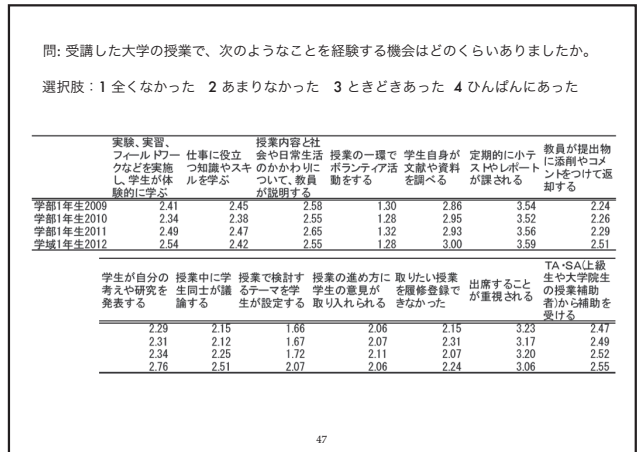 問: 受講した大学の授業で、次のようなことを経験する機会はどのくらいありましたか。
選択肢：1 全くなかった 2 あまりなかった 3 ときどきあった 4 ひんぱんにあった
実験、実習、フィールドワークなどを実施し、学生が体験的に学ぶ 仕事に役立つ知識やスキルを学ぶ 授業内容と社会や日常生活のかかわりについて、教員が説明する 授業の一環でボランティア活動をする 学生自身が文献や資料を調べる 定期的に小テストやレポートが課される 教員が提出物に添削やコメントをつけて返却する
学部1年生2009 2.41 2.45 2.58 1.30 2.86 3.54 2.24
学部1年生2010 2.34 2.38 2.55 1.28 2.95 3.52 2.26
学部1年生2011 2.49 2.47 2.65 1.32 2.93 3.56 2.29
学域1年生2012 2.54 2.42 2.55 1.28 3.00 3.59 2.51
学生が自分の考えや研究を発表する 授業中に学生同士が議論する 授業で検討するテーマを学生が設定する 授業の進め方に学生の意見が取り入れられる 取りたい授業を履修登録できなかった 出席することが重視される TA・SA(上級生や大学院生の授業補助者)から補助を受ける
2.29 2.15 1.66 2.06 2.15 3.23 2.47
2.31 2.12 1.67 2.07 2.31 3.17 2.49
2.34 2.25 1.72 2.11 2.07 3.20 2.52
2.76 2.51 2.07 2.06 2.24 3.06 2.55
47